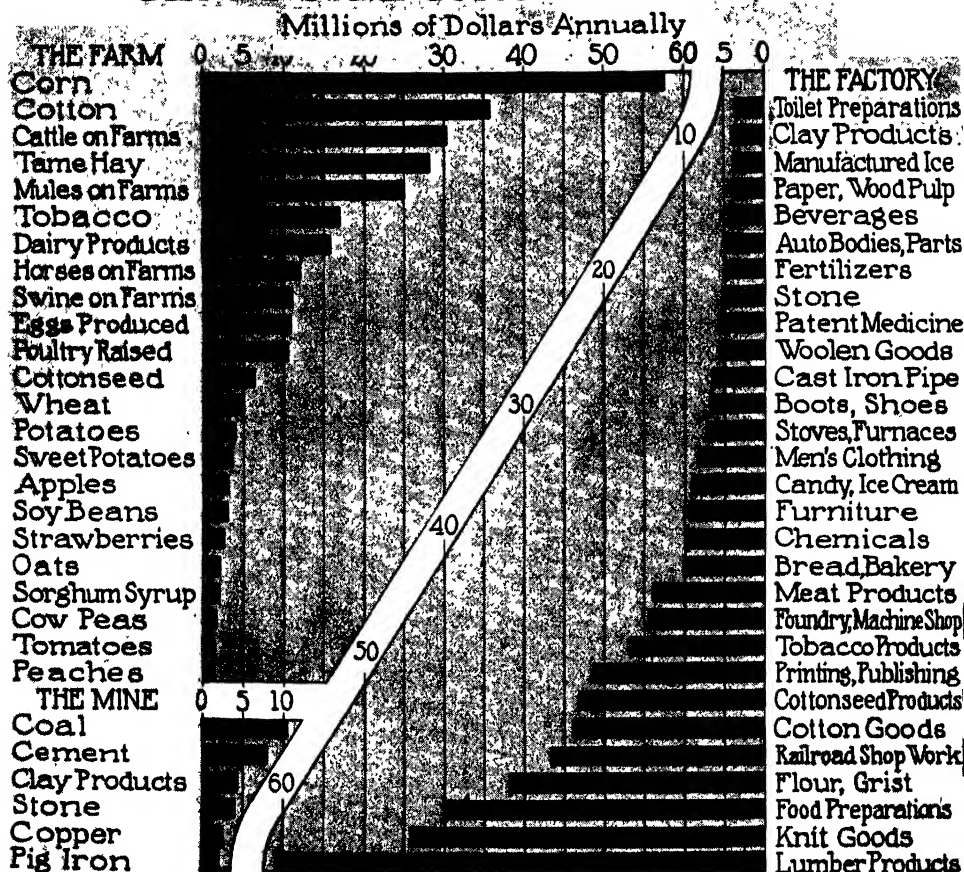 Millions of Dollars Annually
0 5 30 40 50 60 5 0
THE FARM
Corn
Cotton
Cattle on Farms
Tame Hay
Mules on Farms
Tobacco
Dairy Products
Horses on Farms
Swine on Farms
Eggs Produced
Poultry Raised
Cottonseed
Wheat
Potatoes
Sweet Potatoes
Apples
Soy Beans
Strawberries
Oats
Sorghum Syrup
Cow Peas
Tomatoes
Peaches
0 5 10
THE MINE
Coal
Cement
Clay Products
Stone
Copper
Pig Iron
10
20
30
40
50
60
THE FACTORY
Toilet Preparations
Clay Products
Manufactured Ice
Paper, Wood Pulp
Beverages
Auto Bodies, Parts
Fertilizers
Stone
Patent Medicine
Woolen Goods
Cast Iron Pipe
Boots, Shoes
Stoves, Furnaces
Men's Clothing
Candy, Ice Cream
Furniture
Chemicals
Bread, Bakery
Meat Products
Foundry, Machine Shop
Tobacco Products
Printing, Publishing
Cottonseed Products
Cotton Goods
Railroad Shop Work
Flour, Grist
Food Preparations
Knit Goods
Lumber Products